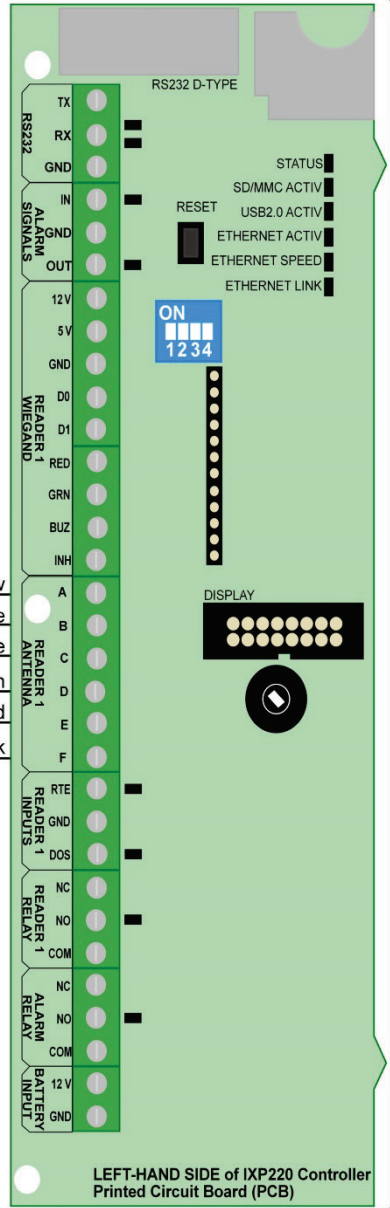 RS232 D-TYPE
RS232
TX
RX
GND
ALARM SIGNALS
IN
GND
OUT
STATUS
SD/MMC ACTIV
USB2.0 ACTIV
ETHERNET ACTIV
ETHERNET SPEED
ETHERNET LINK
RESET
ON
1234
READER 1 WIEGAND
12 V
5 V
GND
D0
D1
RED
GRN
BUZ
INH
READER 1 ANTENNA
A
B
C
D
E
F
DISPLAY
READER 1 INPUTS
RTE
GND
DOS
READER 1 RELAY
NC
NO
COM
ALARM RELAY
NC
NO
COM
BATTERY INPUT
12 V
GND
LEFT-HAND SIDE of IXP220 Controller
Printed Circuit Board (PCB)